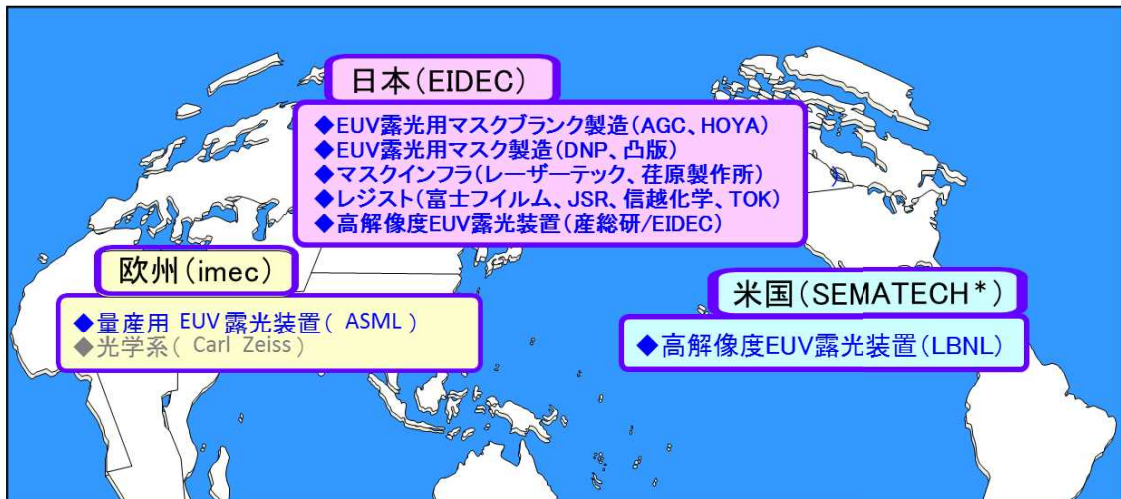 日本(EIDEC)
◆EUV露光用マスクブランク製造(AGC、HOYA)
◆EUV露光用マスク製造(DNP、凸版)
◆マスクインフラ(レーザーテック、荏原製作所)
◆レジスト(富士フイルム、JSR、信越化学、TOK)
◆高解像度EUV露光装置(産総研/EIDEC)
欧州(imec)
◆量産用 EUV 露光装置( ASML )
◆光学系( Carl Zeiss)
米国(SEMATECH*)
◆高解像度EUV露光装置(LBNL)